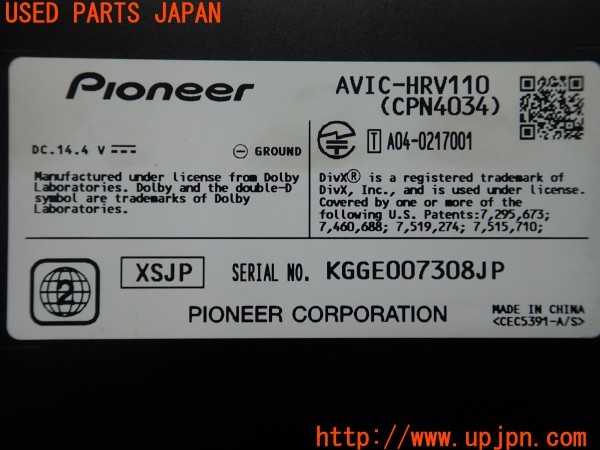 USED PARTS JAPAN
Pioneer
AVIC-HRV110
(CPN4034)
DC.14.4 V
GROUND
T A04-0217001
Manufactured under license from Dolby
Laboratories. Dolby and the double-D
symbol are trademarks of Dolby
Laboratories.
DivX® is a registered trademark of
DivX, Inc., and is used under license.
Covered by one or more of the
following U.S. Patents:7,295,673;
7,460,688; 7,519,274; 7,515,710;
2
XSJP
SERIAL NO. KGGE007308JP
PIONEER CORPORATION
MADE IN CHINA
<CEC5391-A/S>
http://www.upjpn.com/